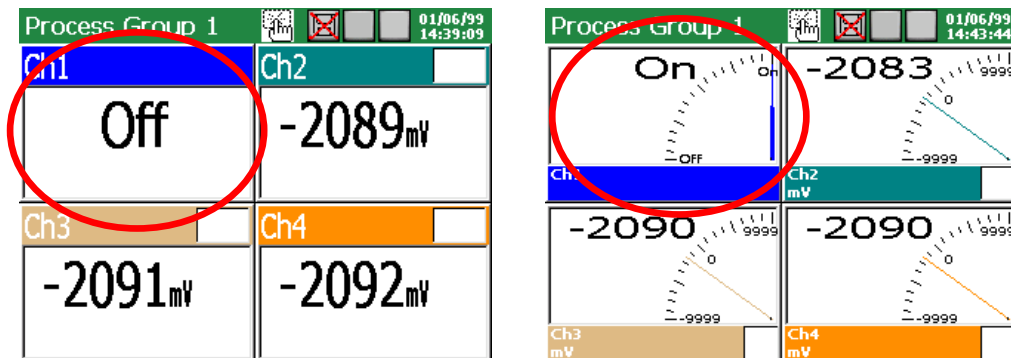 Process Group 1
01/06/99
14:39:09
Ch1
Off
Ch2
-2089mV
Ch3
-2091mV
Ch4
-2092mV
Process Group 1
01/06/99
14:43:44
On
On
OFF
Ch1
-2083
9999
0
-9999
Ch2
mV
-2090
9999
0
-9999
Ch3
mV
-2090
9999
0
-9999
Ch4
mV